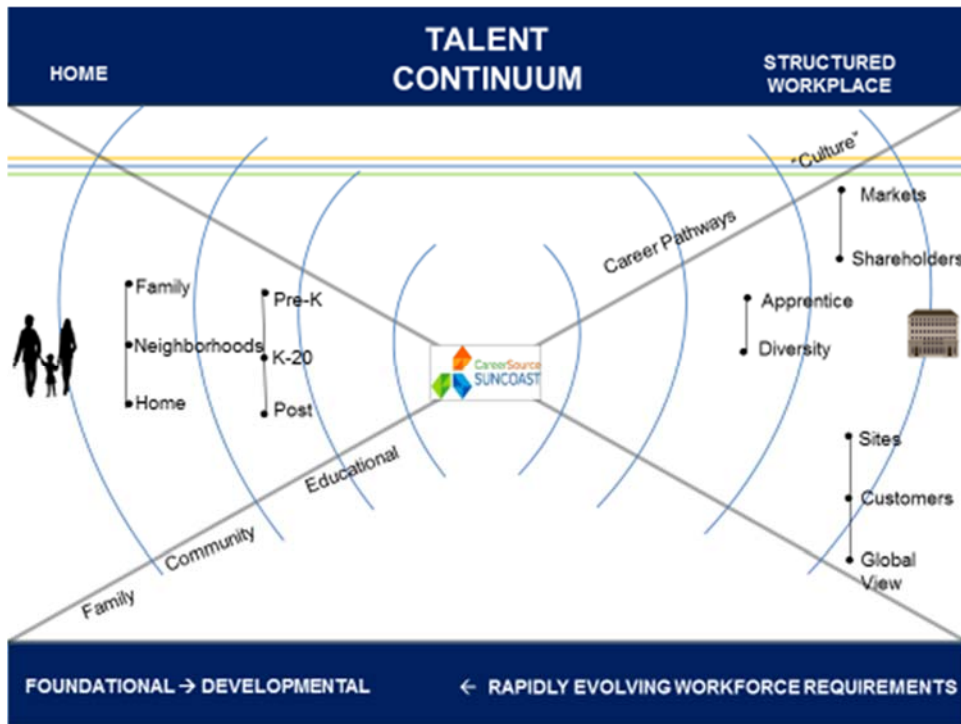 HOME
TALENT
CONTINUUM
STRUCTURED
WORKPLACE
"Culture"
Career Pathways
Markets
Shareholders
Family
Neighborhoods
Home
Pre-K
K-20
Post
Apprentice
Diversity
CareerSource
SUNCOAST
Sites
Customers
Global
View
Educational
Community
Family
FOUNDATIONAL → DEVELOPMENTAL
← RAPIDLY EVOLVING WORKFORCE REQUIREMENTS